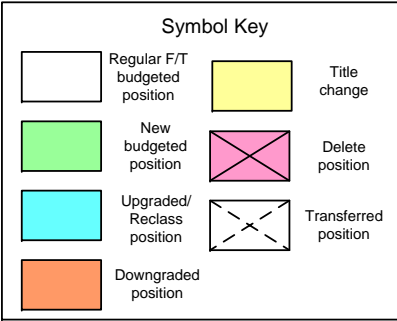 Symbol Key
Regular F/T
budgeted
position
New
budgeted
position
Upgraded/
Reclass
position
Downgraded
position
Title
change
Delete
position
Transferred
position